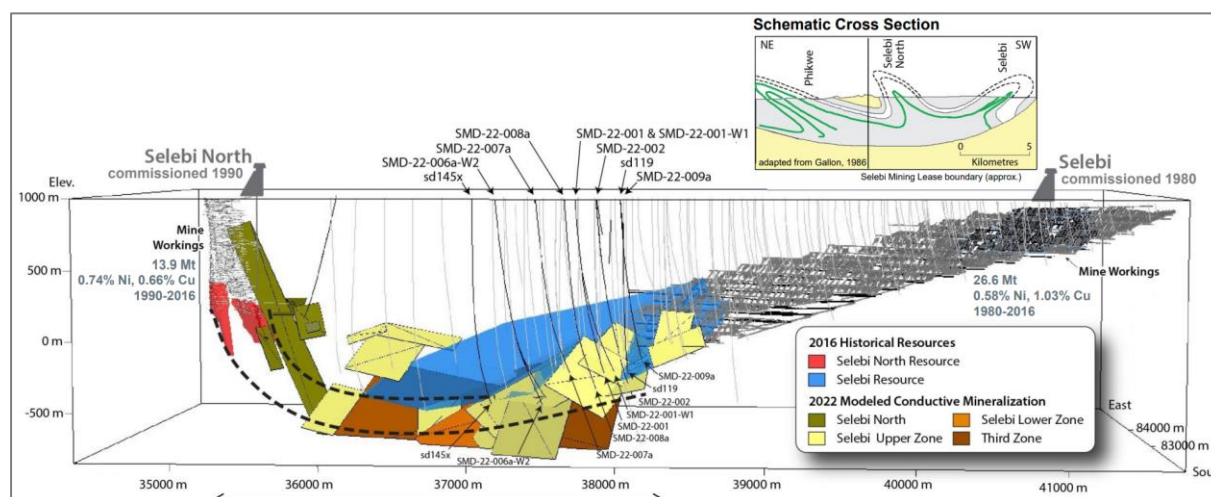 Schematic Cross Section
NE
SW
Phikwe
Selebi
North
Selebi
adapted from Gallon, 1986
0 5
Kilometres
Selebi Mining Lease boundary (approx.)
SMD-22-008a
SMD-22-007a
SMD-22-006a-W2
sd145x
SMD-22-001 & SMD-22-001-W1
SMD-22-002
sd119
SMD-22-009a
Selebi North
commissioned 1990
Selebi
commissioned 1980
Elev.
1000 m
500 m
0 m
-500 m
Mine
Workings
13.9 Mt
0.74% Ni, 0.66% Cu
1990-2016
Mine Workings
26.6 Mt
0.58% Ni, 1.03% Cu
1980-2016
SMD-22-009a
sd119
SMD-22-002
SMD-22-001-W1
SMD-22-001
SMD-22-008a
SMD-22-007a
sd145x
SMD-22-006a-W2
2016 Historical Resources
Selebi North Resource
Selebi Resource
2022 Modeled Conductive Mineralization
Selebi North
Selebi Lower Zone
Selebi Upper Zone
Third Zone
East
84000 m
83000 m
Sou
35000 m
36000 m
37000 m
38000 m
39000 m
40000 m
41000 m